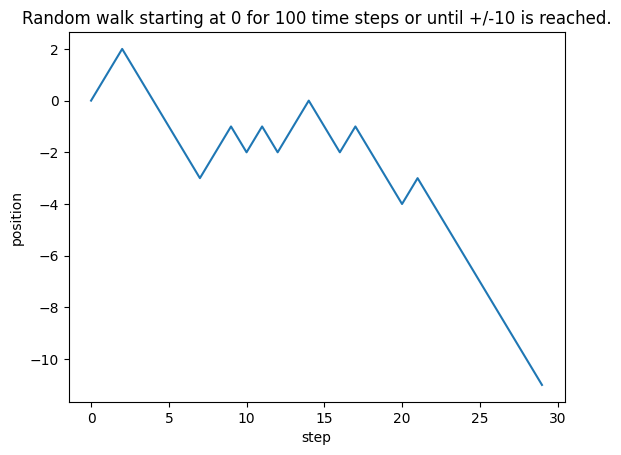 Random walk starting at 0 for 100 time steps or until +/-10 is reached.
2
0
−2
−4
−6
−8
−10
position
0 5 10 15 20 25 30
step